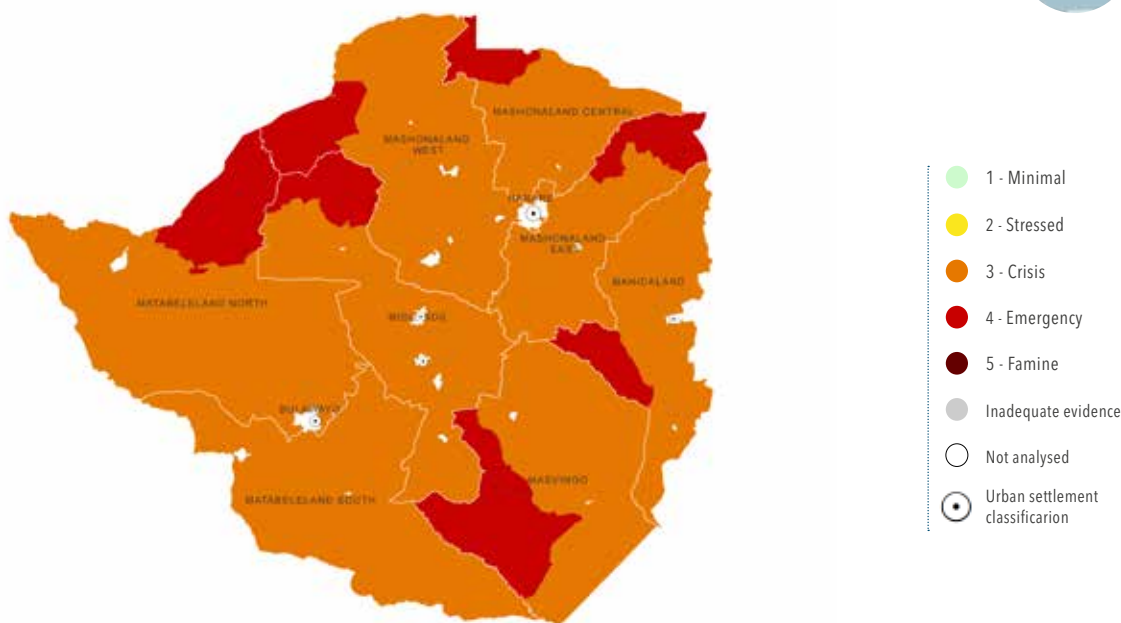 MASHONALAND CENTRAL
MASHONALAND
WEST
HARARE
MASHONALAND
EAST
MANICALAND
MATABELELAND NORTH
BULAWAYO
MASVINGO
MATABELELAND SOUTH
1 - Minimal
2 - Stressed
3 - Crisis
4 - Emergency
5 - Famine
Inadequate evidence
Not analysed
Urban settlement
classificarion